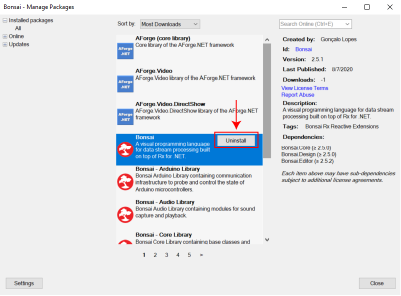 Bonsai - Manage Packages
Installed packages
All
Online
Updates
Sort by: Most Downloads
AForge (core library)
Core library of the AForge.NET framework
AForge.Video
AForge.Video library of the AForge.NET framework
AForge.Video.DirectShow
AForge.Video.DirectShow library of the AForge.NET
framework
Bonsai
A visual programming language
for data stream processing built
on top of Rx for .NET.
Uninstall
Bonsai - Arduino Library
Bonsai Arduino Library containing communication
infrastructure to probe and control the state of
Arduino microcontrollers.
Bonsai - Audio Library
Bonsai Audio Library containing modules for sound
capture and playback.
Bonsai - Core Library
Bonsai Core Library containing base classes and
1 2 3 4 5
Search Online (Ctrl+E)
Created by: Gonçalo Lopes
Id: Bonsai
Version: 2.5.1
Last Published: 8/7/2020
Downloads: -1
View License Terms
Report Abuse
Description:
A visual programming language for data stream
processing built on top of Rx for .NET.
Tags: Bonsai Rx Reactive Extensions
Dependencies:
Bonsai.Core (≥ 2.5.0)
Bonsai.Design (≥ 2.5.0)
Bonsai.Editor (≥ 2.5.2)
Each item above may have sub-dependencies
subject to additional license agreements.
Settings
Close